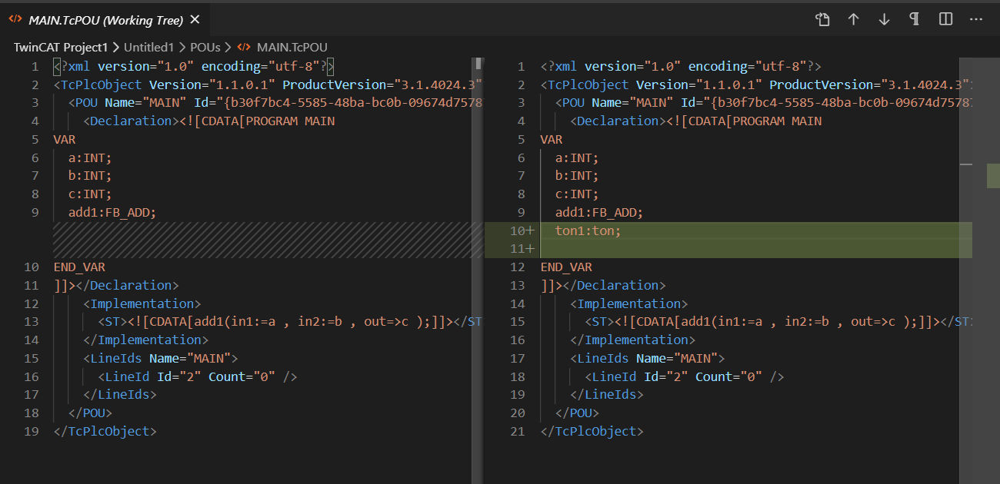 MAIN.TcPOU (Working Tree)
TwinCAT Project1 > Untitled1 > POUs > MAIN.TcPOU
1 <?xml version="1.0" encoding="utf-8"?>
2 <TcPlcObject Version="1.1.0.1" ProductVersion="3.1.4024.3"
3 <POU Name="MAIN" Id="{b30f7bc4-5585-48ba-bc0b-09674d7578
4 <Declaration><![CDATA[PROGRAM MAIN
5 VAR
6 a:INT;
7 b:INT;
8 c:INT;
9 add1:FB_ADD;
10 END_VAR
11 ]]></Declaration>
12 <Implementation>
13 <ST><![CDATA[add1(in1:=a , in2:=b , out=>c );]]></ST
14 </Implementation>
15 <LineIds Name="MAIN">
16 <LineId Id="2" Count="0" />
17 </LineIds>
18 </POU>
19 </TcPlcObject>
1 <?xml version="1.0" encoding="utf-8"?>
2 <TcPlcObject Version="1.1.0.1" ProductVersion="3.1.4024.3"
3 <POU Name="MAIN" Id="{b30f7bc4-5585-48ba-bc0b-09674d75787
4 <Declaration><![CDATA[PROGRAM MAIN
5 VAR
6 a:INT;
7 b:INT;
8 c:INT;
9 add1:FB_ADD;
10+ ton1:ton;
11+
12 END_VAR
13 ]]></Declaration>
14 <Implementation>
15 <ST><![CDATA[add1(in1:=a , in2:=b , out=>c );]]></ST>
16 </Implementation>
17 <LineIds Name="MAIN">
18 <LineId Id="2" Count="0" />
19 </LineIds>
20 </POU>
21 </TcPlcObject>